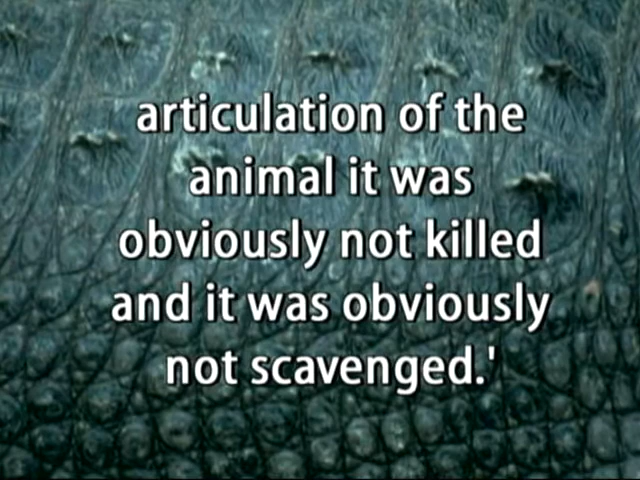 articulation of the
animal it was
obviously not killed
and it was obviously
not scavenged.'